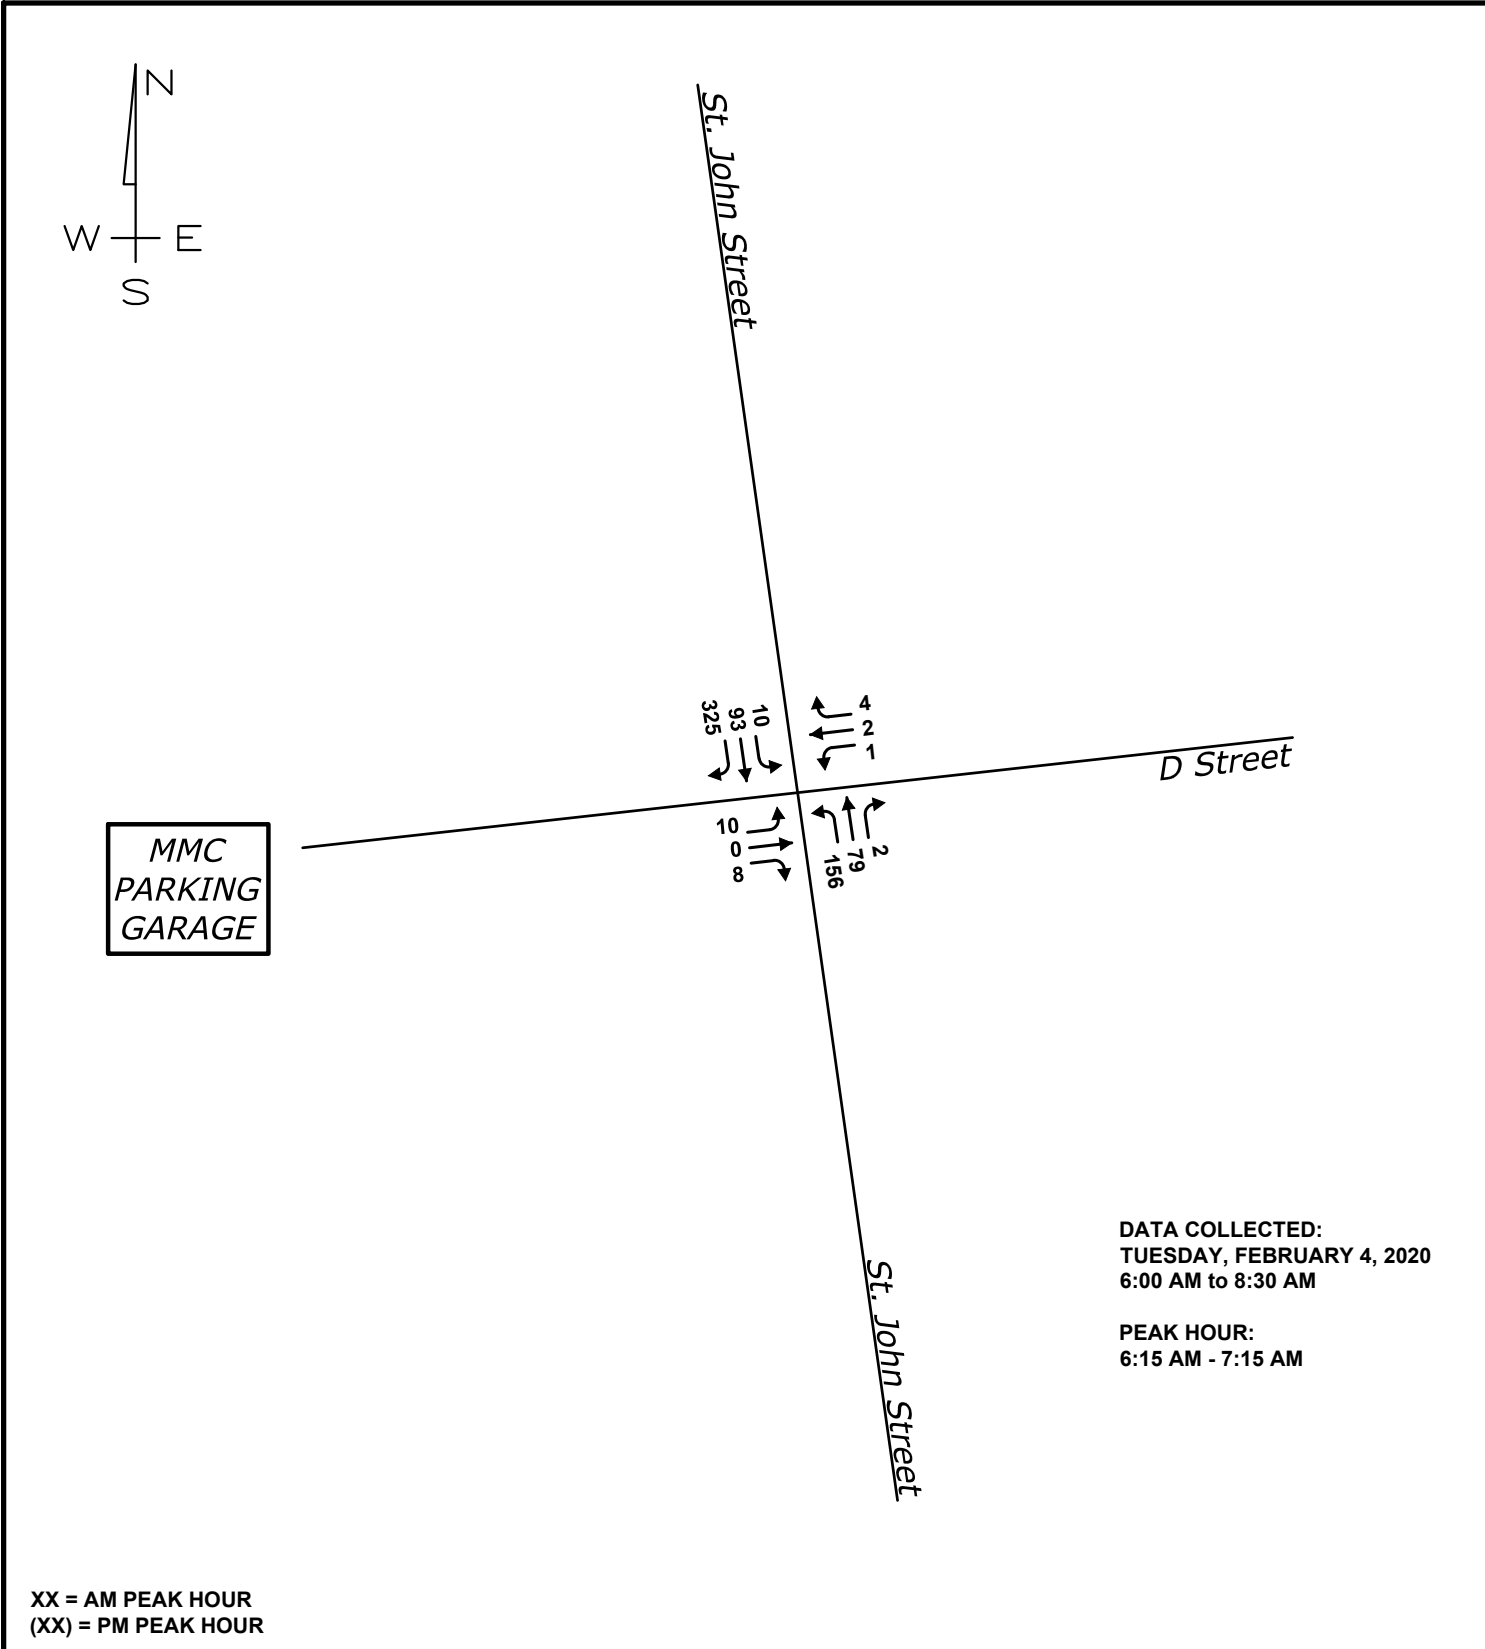 N
W E
S
St. John Street
325
93
10
4
2
1
D Street
MMC
PARKING
GARAGE
10
0
8
156
79
2
St. John Street
DATA COLLECTED:
TUESDAY, FEBRUARY 4, 2020
6:00 AM to 8:30 AM
PEAK HOUR:
6:15 AM - 7:15 AM
XX = AM PEAK HOUR
(XX) = PM PEAK HOUR